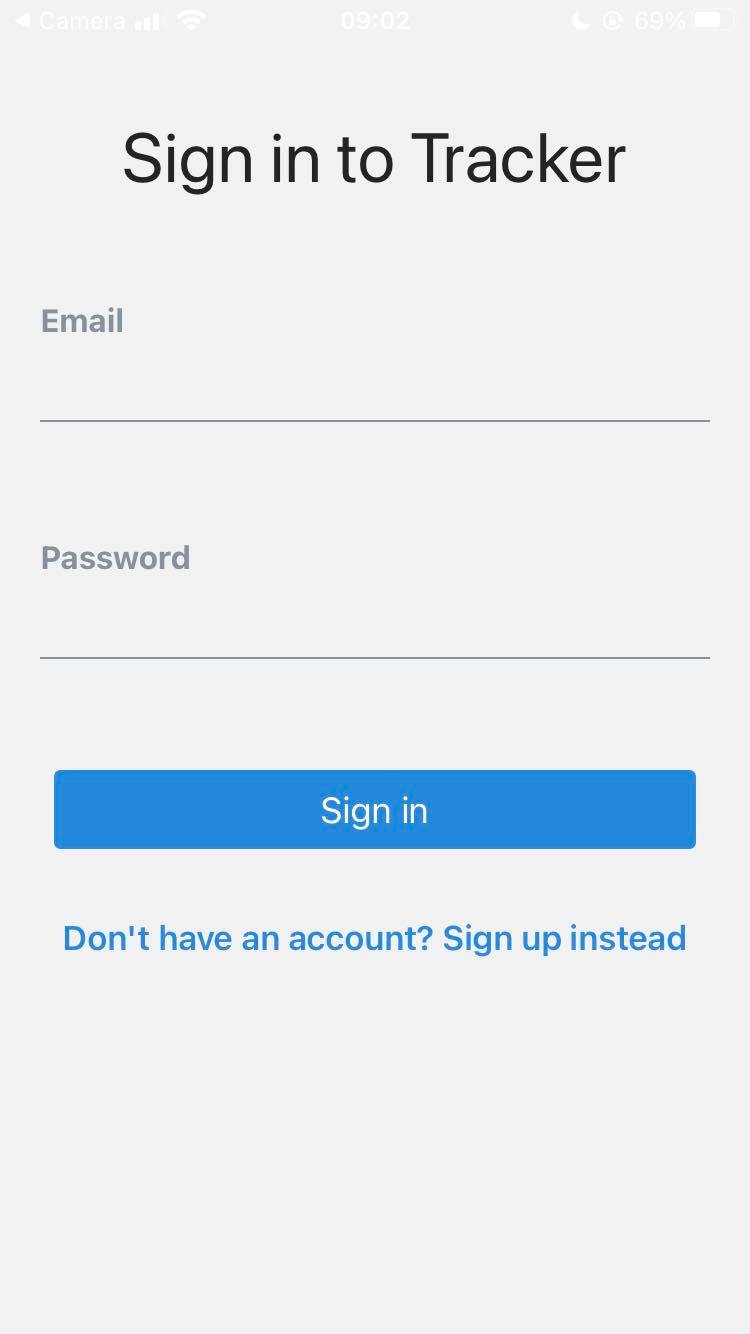 Camera 09:02 69%
Sign in to Tracker
Email
Password
Sign in
Don't have an account? Sign up instead